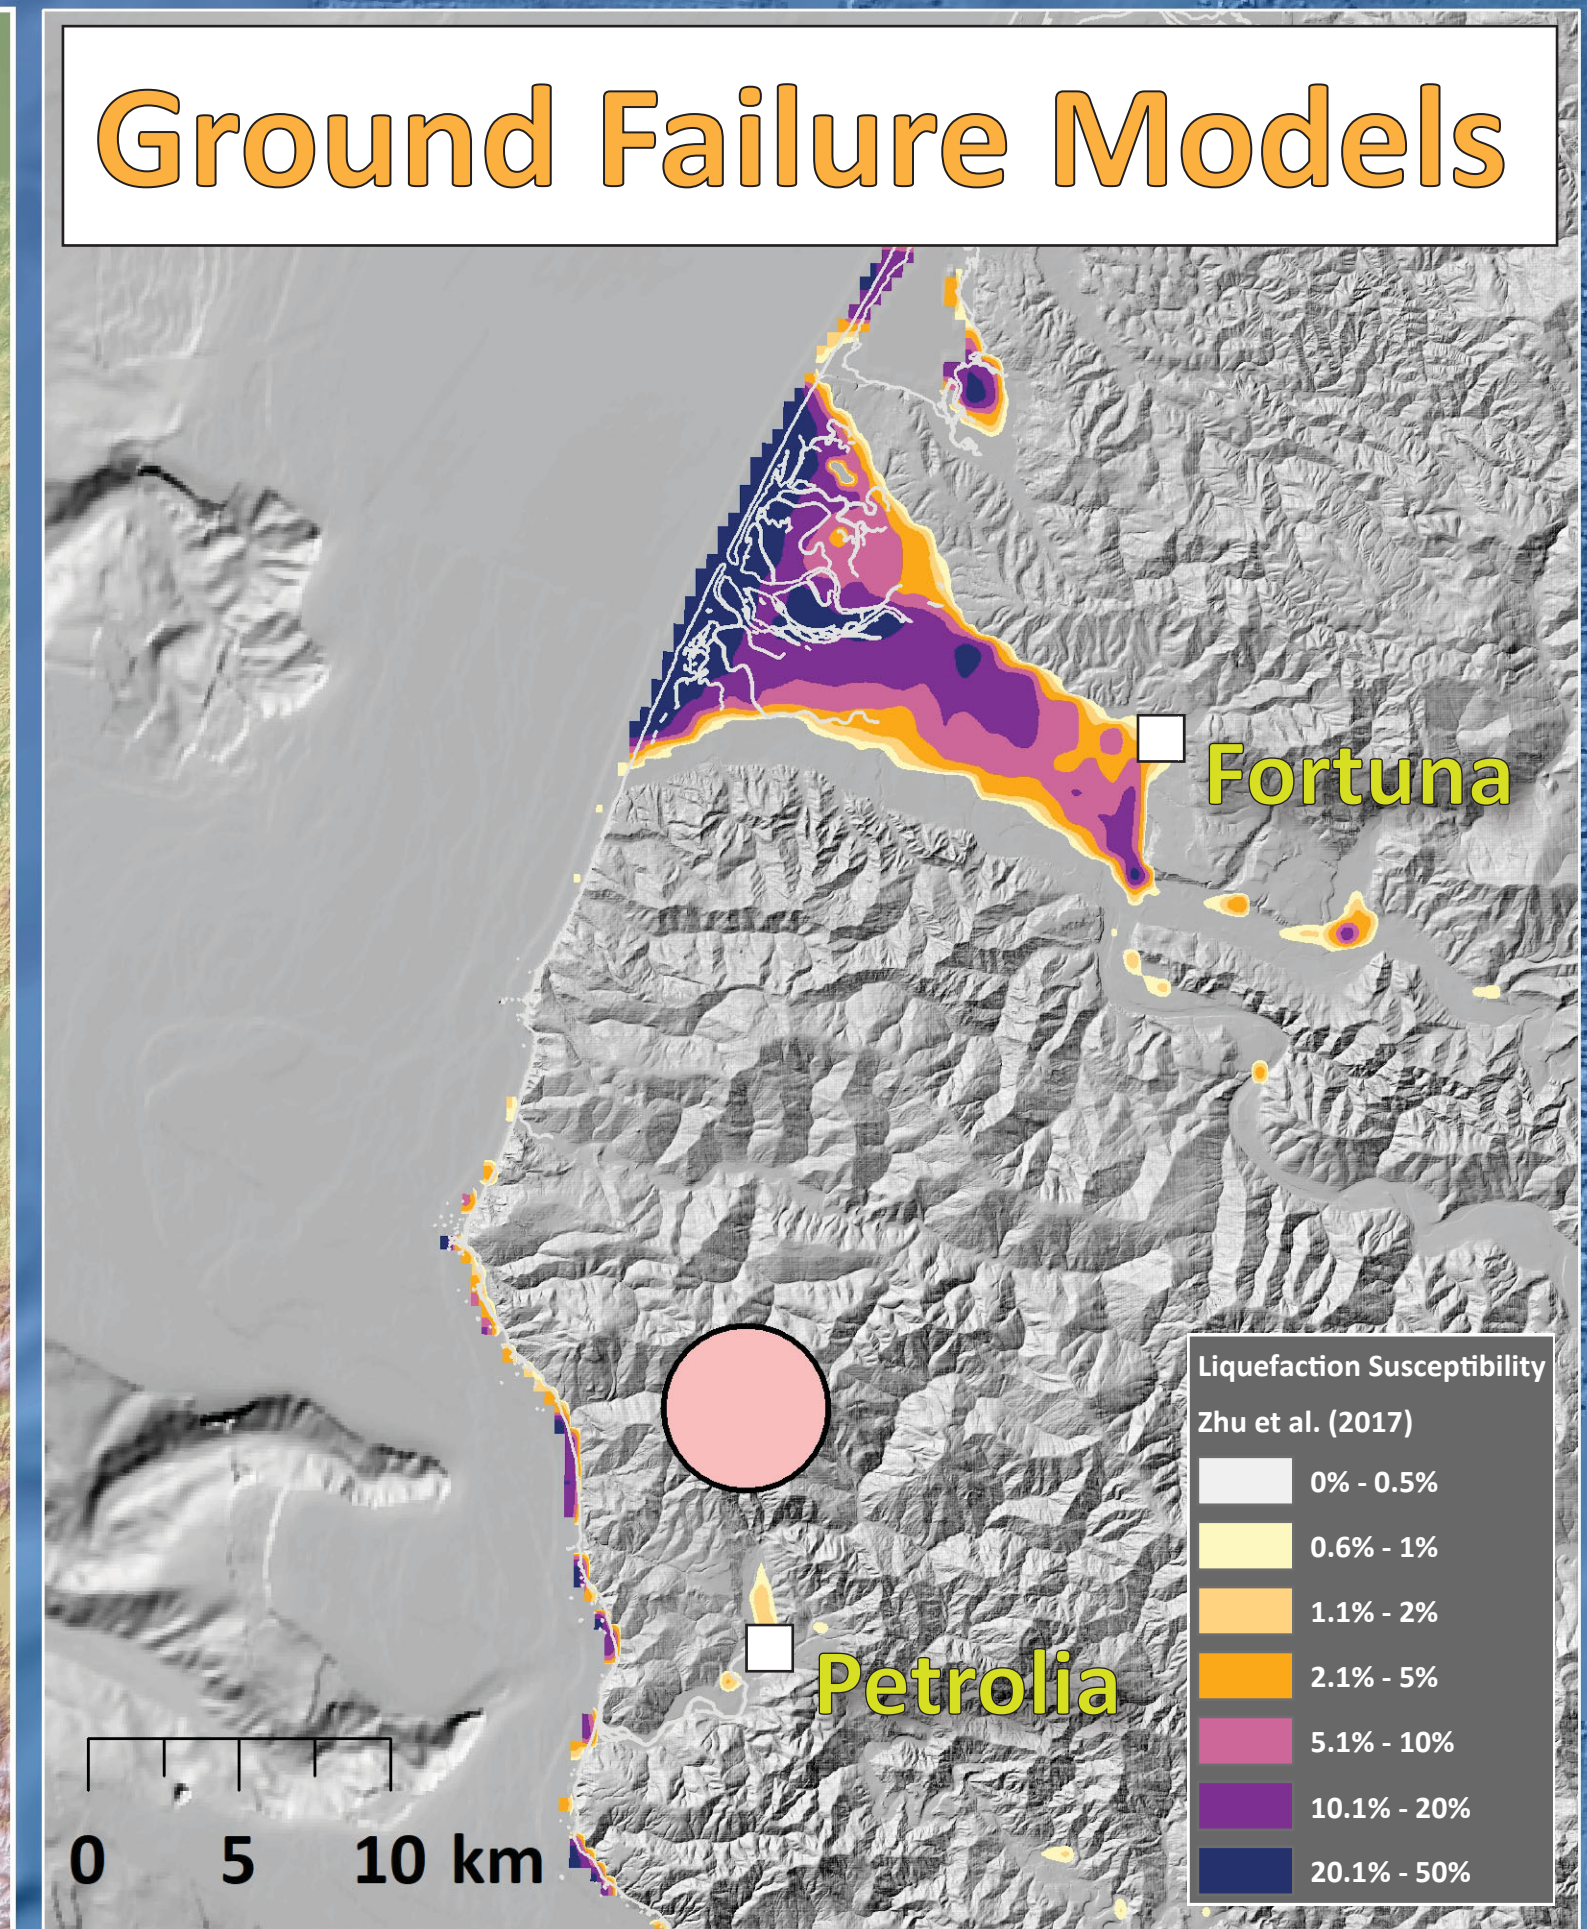 Ground Failure Models
Fortuna
Petrolia
0 5 10 km
Liquefaction Susceptibility
Zhu et al. (2017)
0% - 0.5%
0.6% - 1%
1.1% - 2%
2.1% - 5%
5.1% - 10%
10.1% - 20%
20.1% - 50%